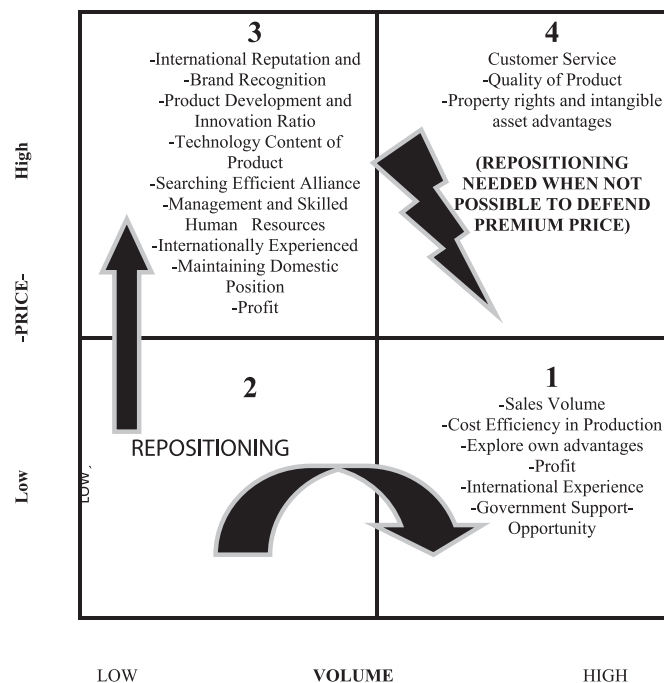 3
-International Reputation and
-Brand Recognition
-Product Development and
Innovation Ratio
-Technology Content of
Product
-Searching Efficient Alliance
-Management and Skilled
Human Resources
-Internationally Experienced
-Maintaining Domestic
Position
-Profit
4
Customer Service
-Quality of Product
-Property rights and intangible
asset advantages
(REPOSITIONING
NEEDED WHEN NOT
POSSIBLE TO DEFEND
PREMIUM PRICE)
High
-PRICE-
Low
2
REPOSITIONING
LOW
1
-Sales Volume
-Cost Efficiency in Production
-Explore own advantages
-Profit
-International Experience
-Government Support-
Opportunity
LOW VOLUME HIGH